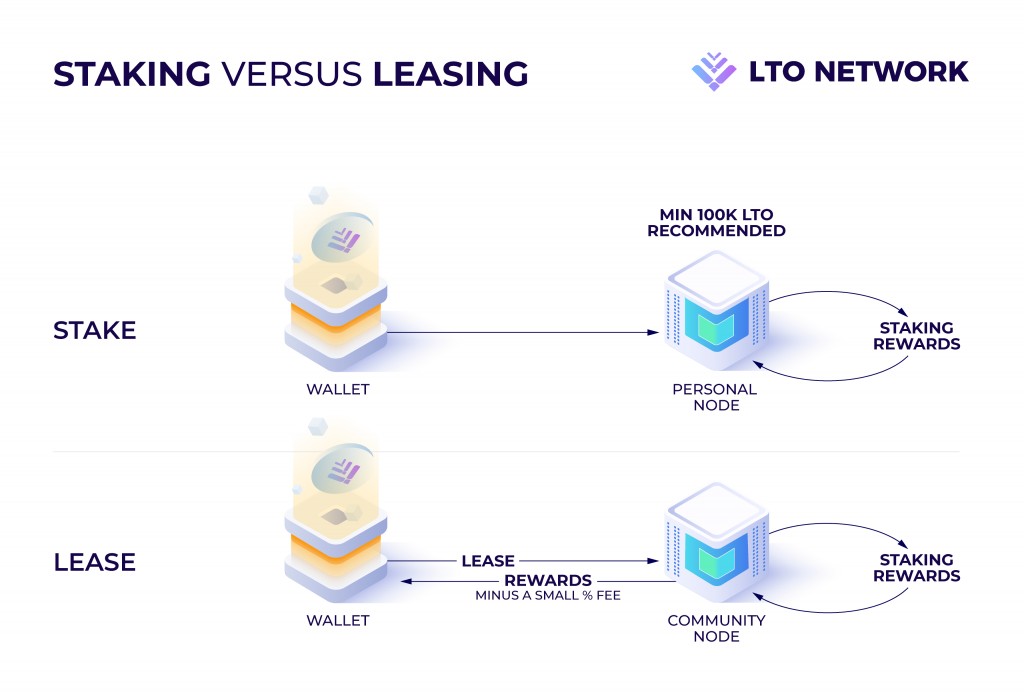 STAKING VERSUS LEASING
LTO NETWORK
MIN 100K LTO
RECOMMENDED
STAKE
STAKING
REWARDS
WALLET
PERSONAL
NODE
LEASE
LEASE
REWARDS
MINUS A SMALL % FEE
STAKING
REWARDS
WALLET
COMMUNITY
NODE